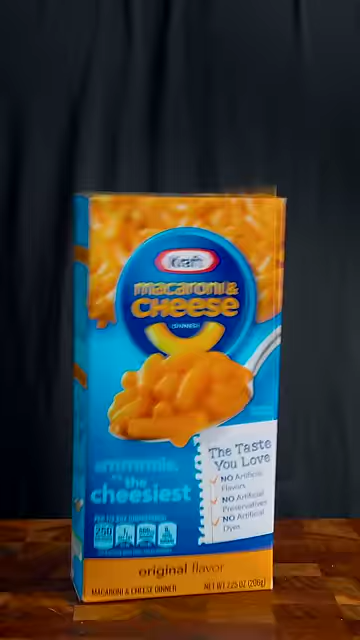 Kraft
macaroni &
CHEESE
the
cheesiest
The Taste
You Love
NO Artificial
Flavors
NO Artificial
Preservatives
NO Artificial
Dyes
250
original flavor
MACARONI & CHEESE DINNER
NET WT 7.25 OZ (206g)